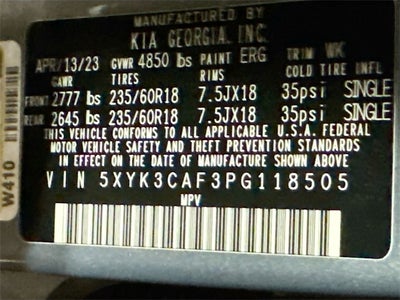 MANUFACTURED BY
KIA GEORGIA, INC.
APR/13/23 GVWR 4850 lbs PAINT ERG TRIM WK
GAWR TIRES RIMS COLD TIRE INFL
FRONT 2777 lbs 235/60R18 7.5JX18 35psi SINGLE
REAR 2645 lbs 235/60R18 7.5JX18 35psi SINGLE
THIS VEHICLE CONFORMS TO ALL APPLICABLE U.S.A. FEDERAL
MOTOR VEHICLE SAFETY AND THEFT PREVENTION STANDARDS
IN EFFECT ON THE DATE OF MANUFACTURE SHOWN ABOVE
VIN 5XYK3CAF3PG118505
MPV
W410